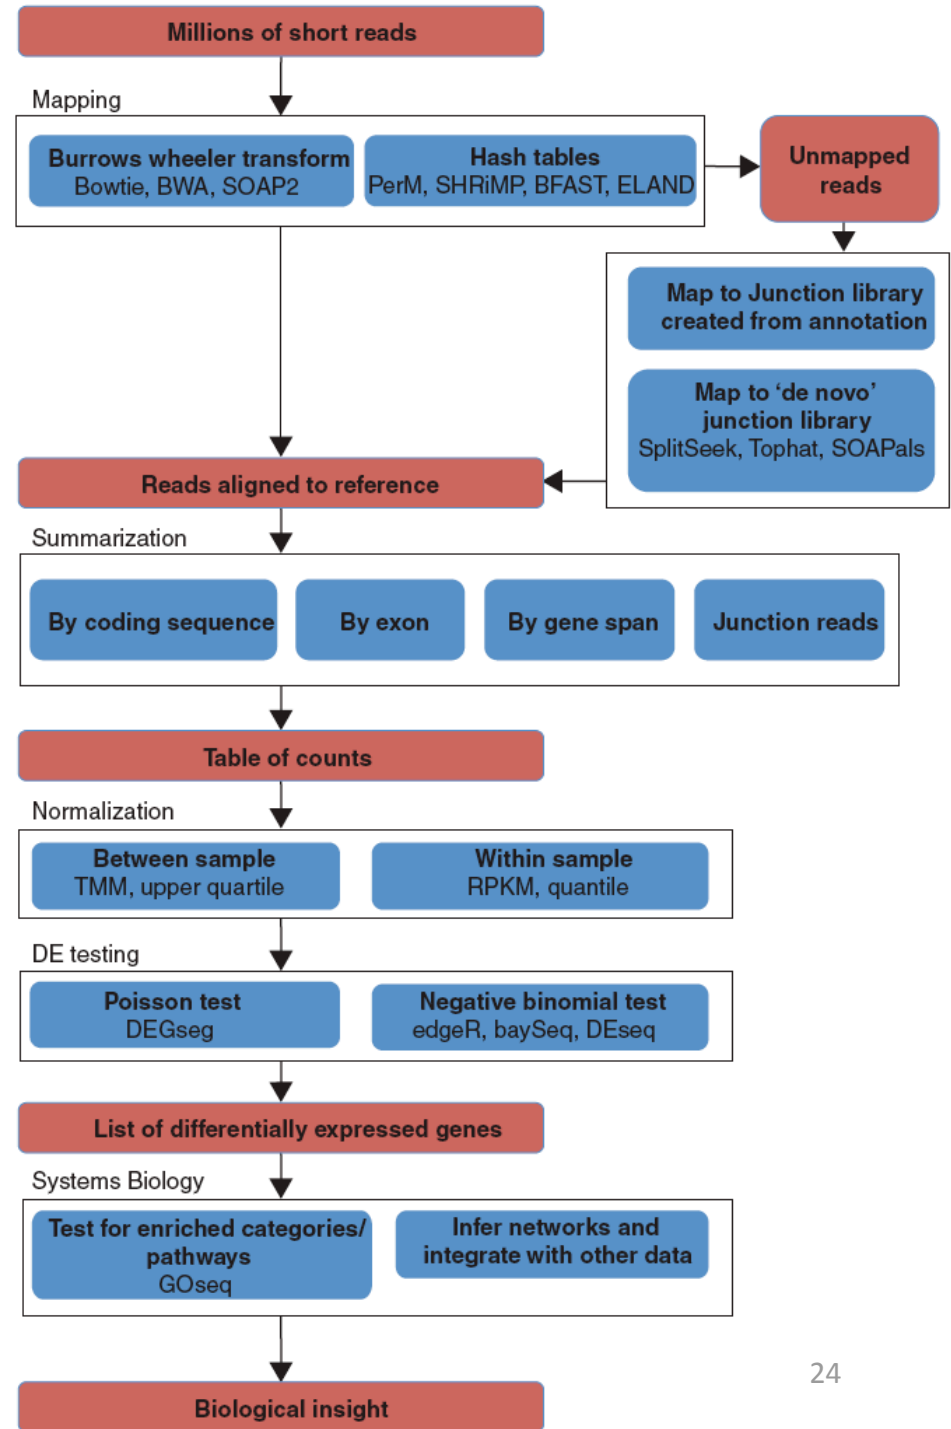 Millions of short reads
Mapping
Burrows wheeler transform
Bowtie, BWA, SOAP2
Hash tables
PerM, SHRiMP, BFAST, ELAND
Unmapped
reads
Map to Junction library
created from annotation
Map to ‘de novo’
junction library
SplitSeek, Tophat, SOAPals
Reads aligned to reference
Summarization
By coding sequence
By exon
By gene span
Junction reads
Table of counts
Normalization
Between sample
TMM, upper quartile
Within sample
RPKM, quantile
DE testing
Poisson test
DEGseg
Negative binomial test
edgeR, baySeq, DEseq
List of differentially expressed genes
Systems Biology
Test for enriched categories/
pathways
GOseq
Infer networks and
integrate with other data
24
Biological insight